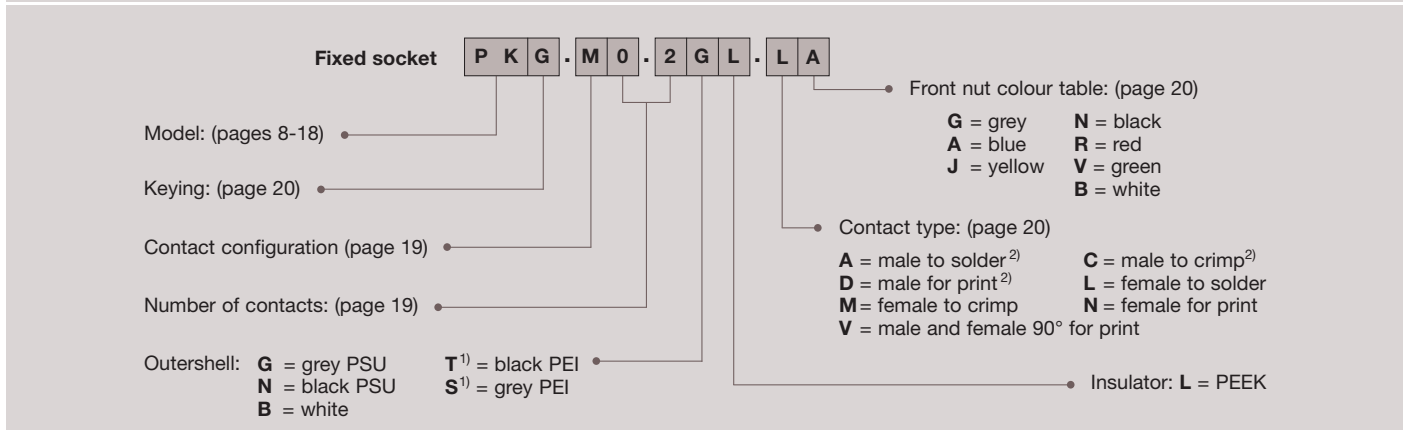 Fixed socket P K G . M 0 . 2 G L . L A
Front nut colour table: (page 20)
G = grey N = black
A = blue R = red
J = yellow V = green
B = white
Model: (pages 8-18)
Keying: (page 20)
Contact configuration (page 19)
Number of contacts: (page 19)
Contact type: (page 20)
A = male to solder 2) C = male to crimp2)
D = male for print 2) L = female to solder
M = female to crimp N = female for print
V = male and female 90° for print
Outershell: G = grey PSU T 1) = black PEI
N = black PSU S 1) = grey PEI
B = white
Insulator: L = PEEK